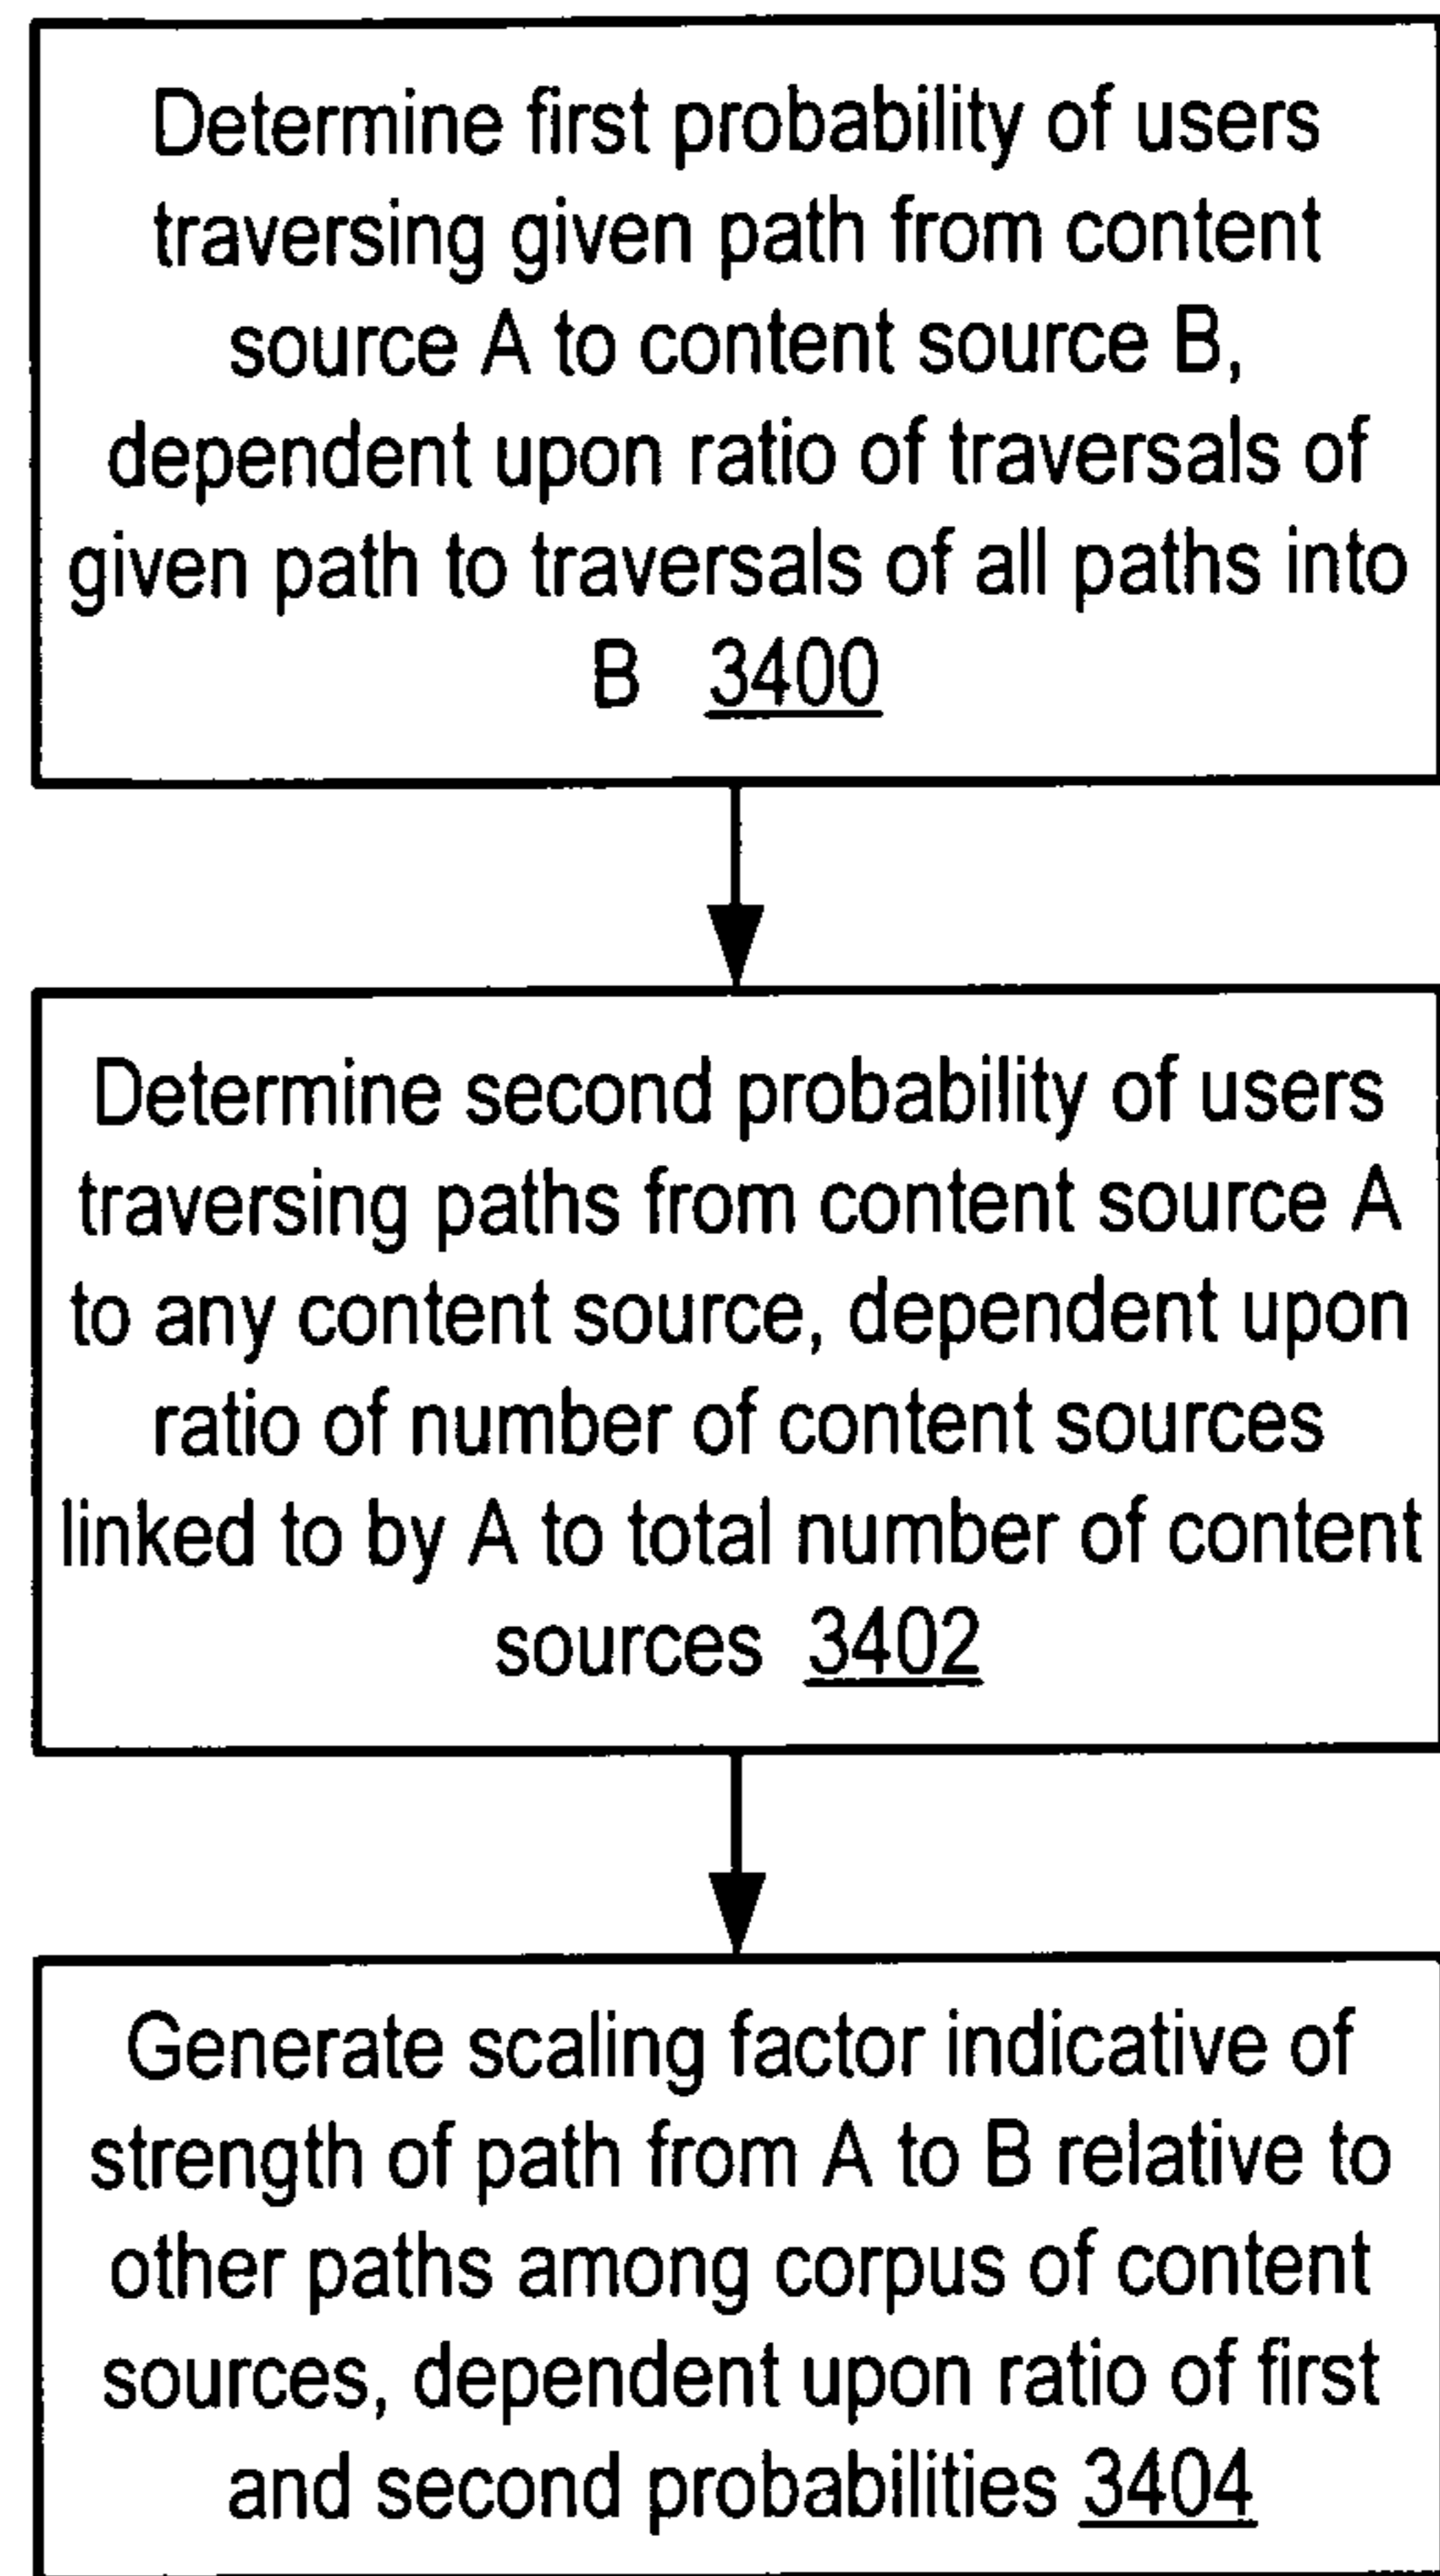 Determine first probability of users
traversing given path from content
source A to content source B,
dependent upon ratio of traversals of
given path to traversals of all paths into
B 3400
Determine second probability of users
traversing paths from content source A
to any content source, dependent upon
ratio of number of content sources
linked to by A to total number of content
sources 3402
Generate scaling factor indicative of
strength of path from A to B relative to
other paths among corpus of content
sources, dependent upon ratio of first
and second probabilities 3404